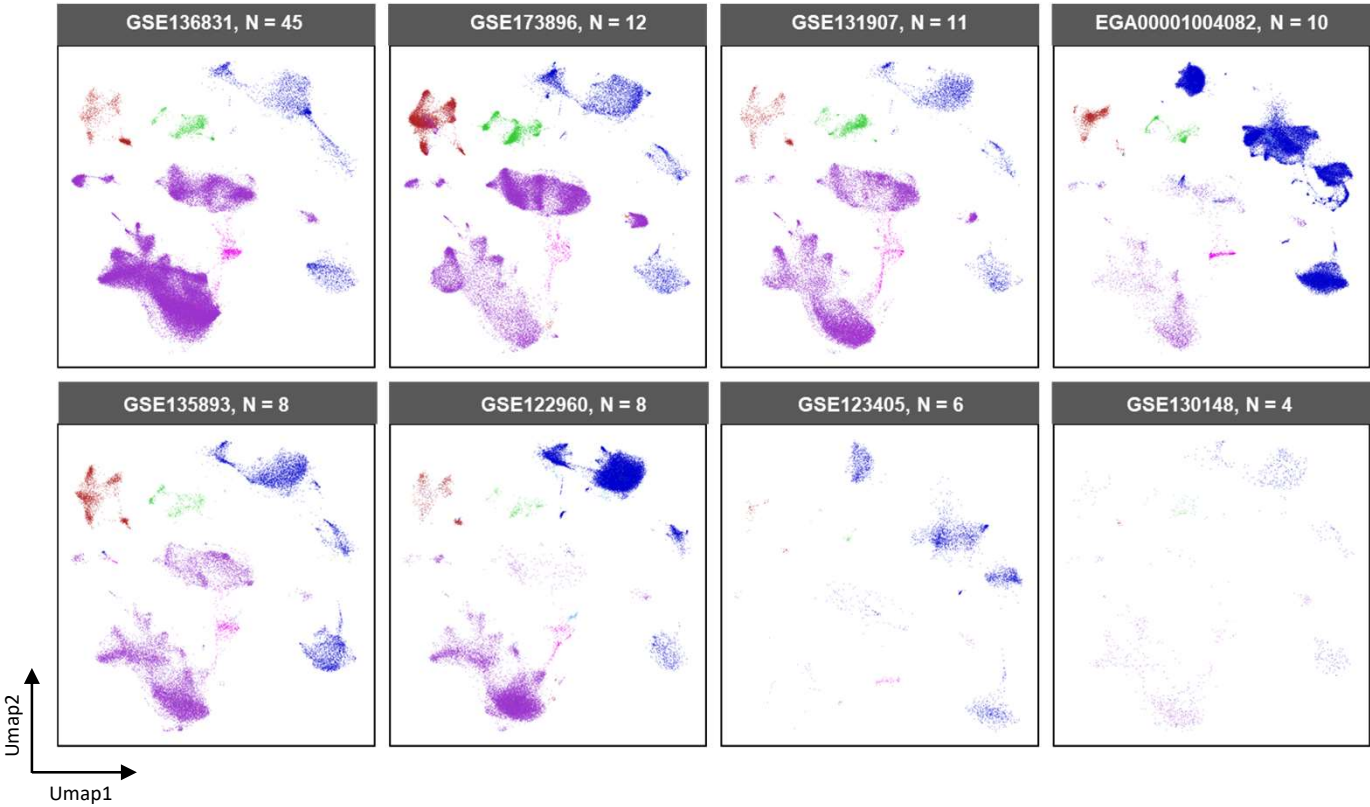 GSE136831, N = 45
GSE173896, N = 12
GSE131907, N = 11
EGA00001004082, N = 10
GSE135893, N = 8
GSE122960, N = 8
GSE123405, N = 6
GSE130148, N = 4
Umap2
Umap1